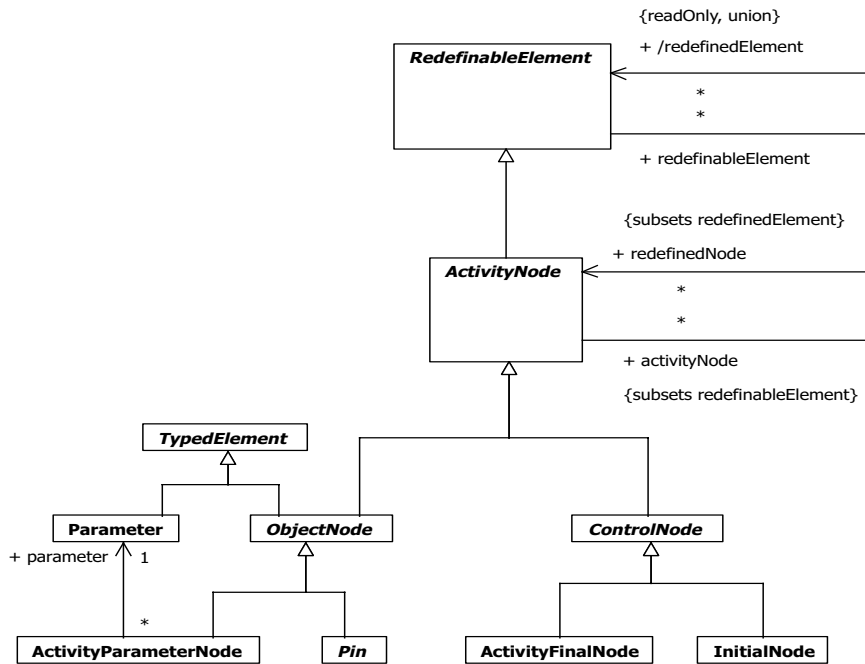 {readOnly, union}
+ /redefinedElement
RedefinableElement
*
*
+ redefinableElement
{subsets redefinedElement}
+ redefinedNode
ActivityNode
*
*
+ activityNode
{subsets redefinableElement}
TypedElement
Parameter
ObjectNode
ControlNode
+ parameter
1
*
ActivityParameterNode
Pin
ActivityFinalNode
InitialNode